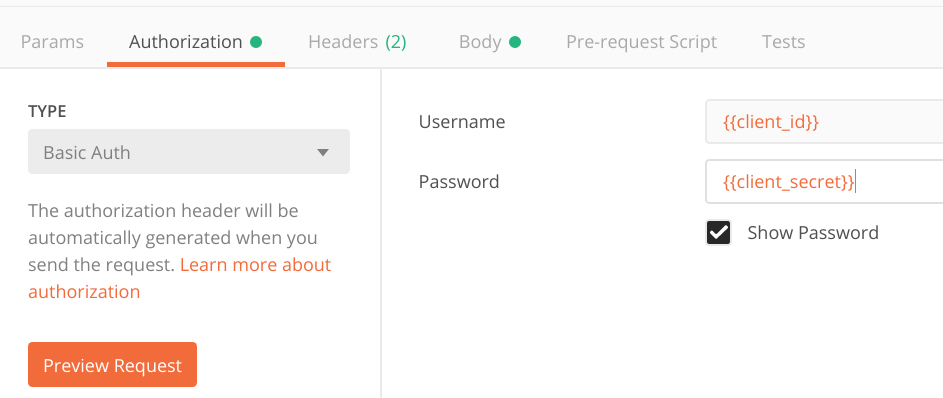 Params Authorization Headers (2) Body Pre-request Script Tests
TYPE
Basic Auth
The authorization header will be
automatically generated when you
send the request. Learn more about
authorization
Preview Request
Username {{client_id}}
Password {{client_secret}}
Show Password